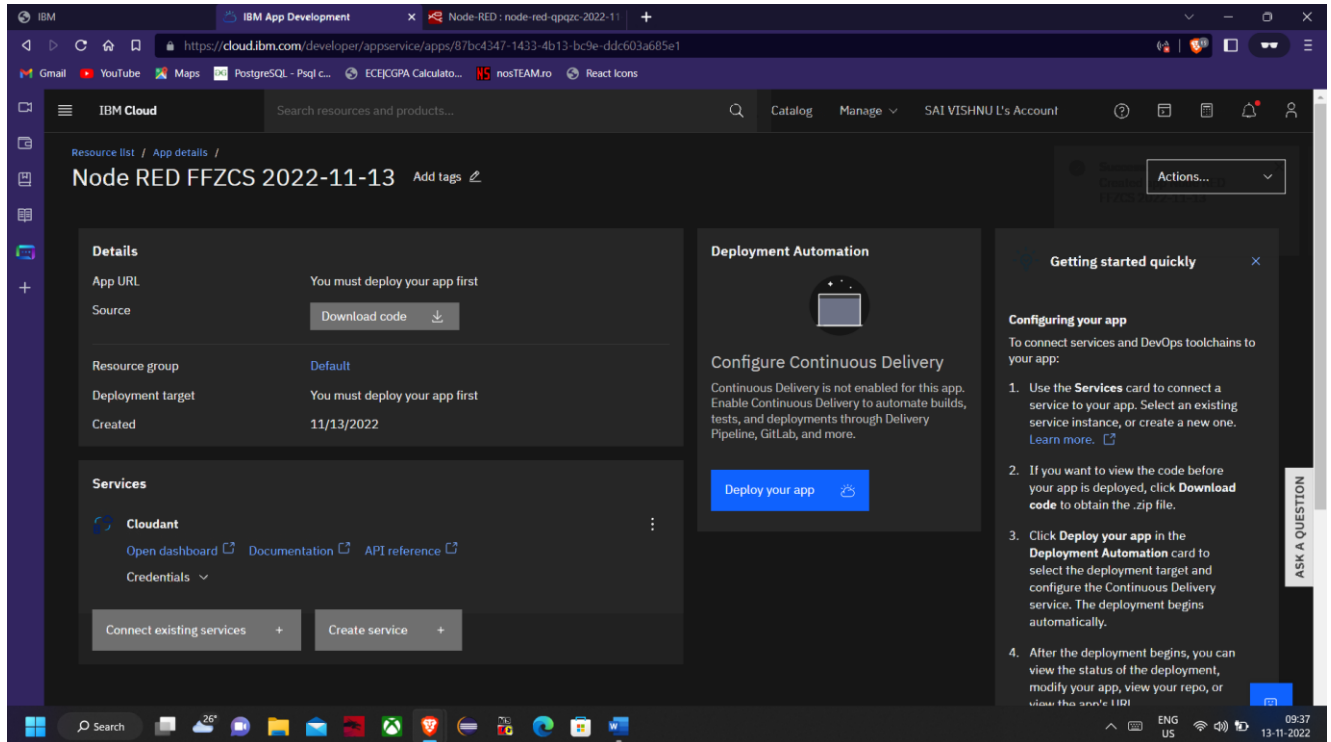 IBM
IBM App Development
Node-RED : node-red-qpqzc-2022-11
https://cloud.ibm.com/developer/appservice/apps/87bc4347-1433-4b13-bc9e-ddc603a685e1
Gmail
YouTube
Maps
PostgreSQL - Psql c...
ECE|CGPA Calculato...
NS
nosTEAM.ro
React Icons
IBM Cloud
Search resources and products...
Catalog
Manage
SAI VISHNU L's Account
Resource list / App details /
Node RED FFZCS 2022-11-13
Add tags
Actions...
Details
App URL
You must deploy your app first
Source
Download code
Resource group
Default
Deployment target
You must deploy your app first
Created
11/13/2022
Services
Cloudant
Open dashboard
Documentation
API reference
Credentials
Connect existing services +
Create service +
Deployment Automation
Configure Continuous Delivery
Continuous Delivery is not enabled for this app.
Enable Continuous Delivery to automate builds,
tests, and deployments through Delivery
Pipeline, GitLab, and more.
Deploy your app
Getting started quickly
Configuring your app
To connect services and DevOps toolchains to
your app:
1. Use the Services card to connect a
service to your app. Select an existing
service instance, or create a new one.
Learn more.
2. If you want to view the code before
your app is deployed, click Download
code to obtain the .zip file.
3. Click Deploy your app in the
Deployment Automation card to
select the deployment target and
configure the Continuous Delivery
service. The deployment begins
automatically.
4. After the deployment begins, you can
view the status of the deployment,
modify your app, view your repo, or
view the app's URL
ASK A QUESTION
Search
26°
ENG
US
09:37
13-11-2022